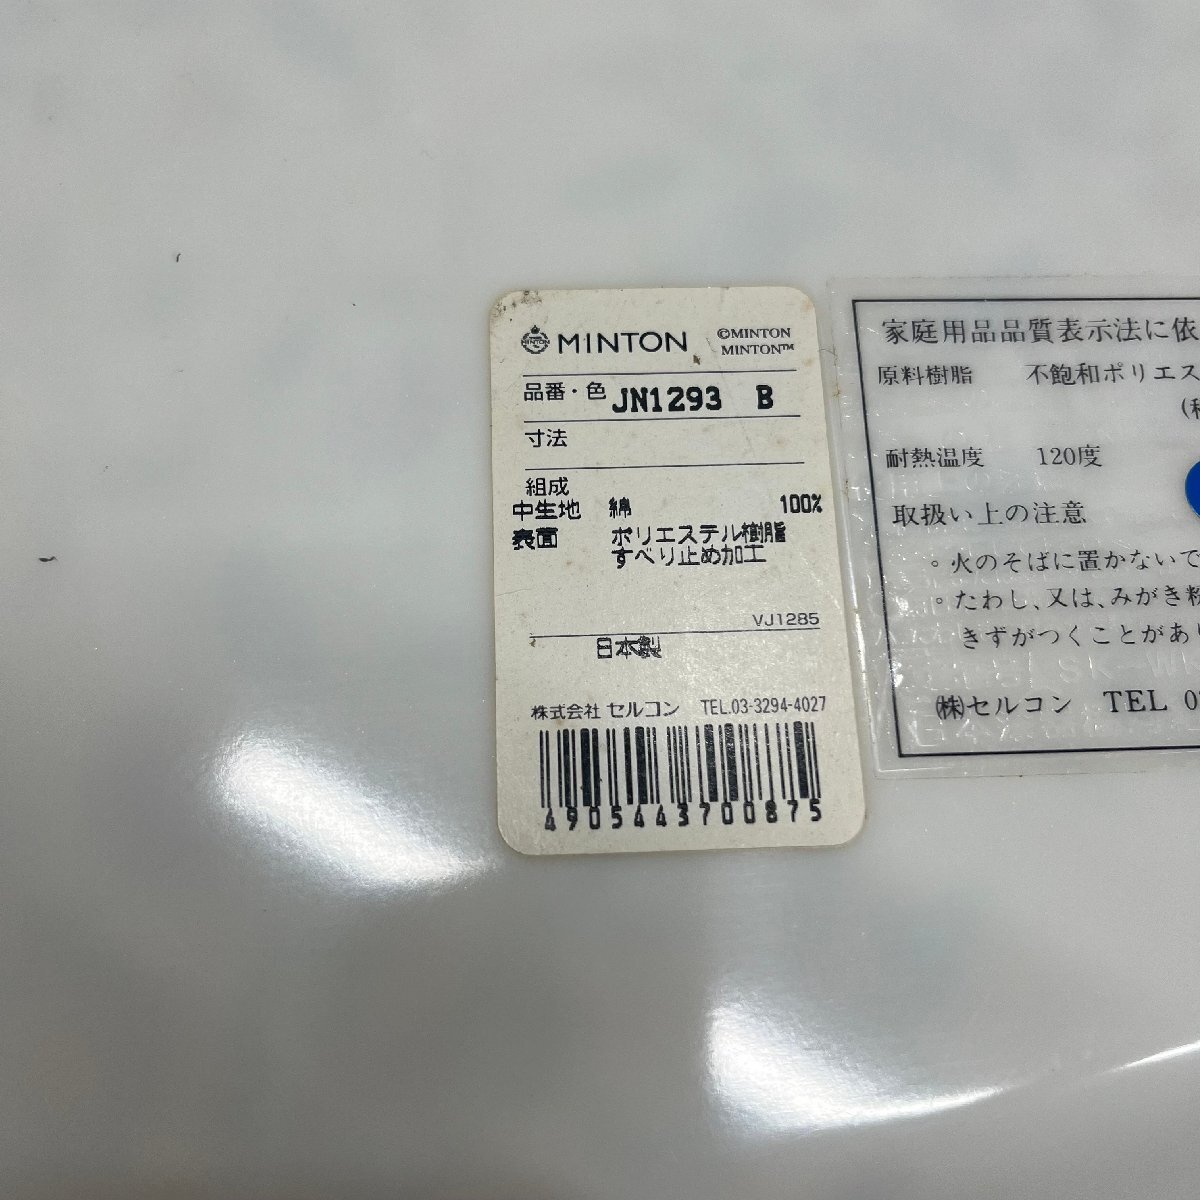 MINTON
MINTON
©MINTON
MINTON™
品番・色 JN1293 B
寸法
組成
中生地 綿 100%
表面 ポリエステル樹脂
すべり止め加工
VJ1285
日本製
株式会社 セルコン TEL.03-3294-4027
4905443700875
家庭用品品質表示法に依
原料樹脂 不飽和ポリエス
耐熱温度 120度
取扱い上の注意
◦火のそばに置かないで
◦たわし、又は、みがき粉
きずがつくことがあり
㈱セルコン TEL 0